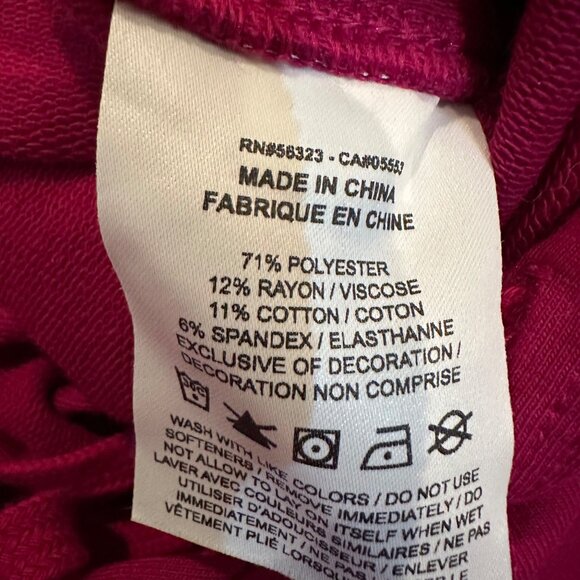 RN#56323 - CA#05553
MADE IN CHINA
FABRIQUE EN CHINE
71% POLYESTER
12% RAYON / VISCOSE
11% COTTON / COTON
6% SPANDEX / ELASTHANNE
EXCLUSIVE OF DECORATION /
DECORATION NON COMPRISE
WASH WITH LIKE COLORS / DO NOT USE
SOFTENERS / REMOVE IMMEDIATELY / DO
NOT ALLOW TO ITSELF WHEN WET
LAVER AVEC COULEURS SIMILAIRES / NE PAS
UTILISER D'ADOUCISSEUR / ENLEVER
IMMEDIATEMENT / NE PAS
VÊTEMENT PLIÉ LORSQU